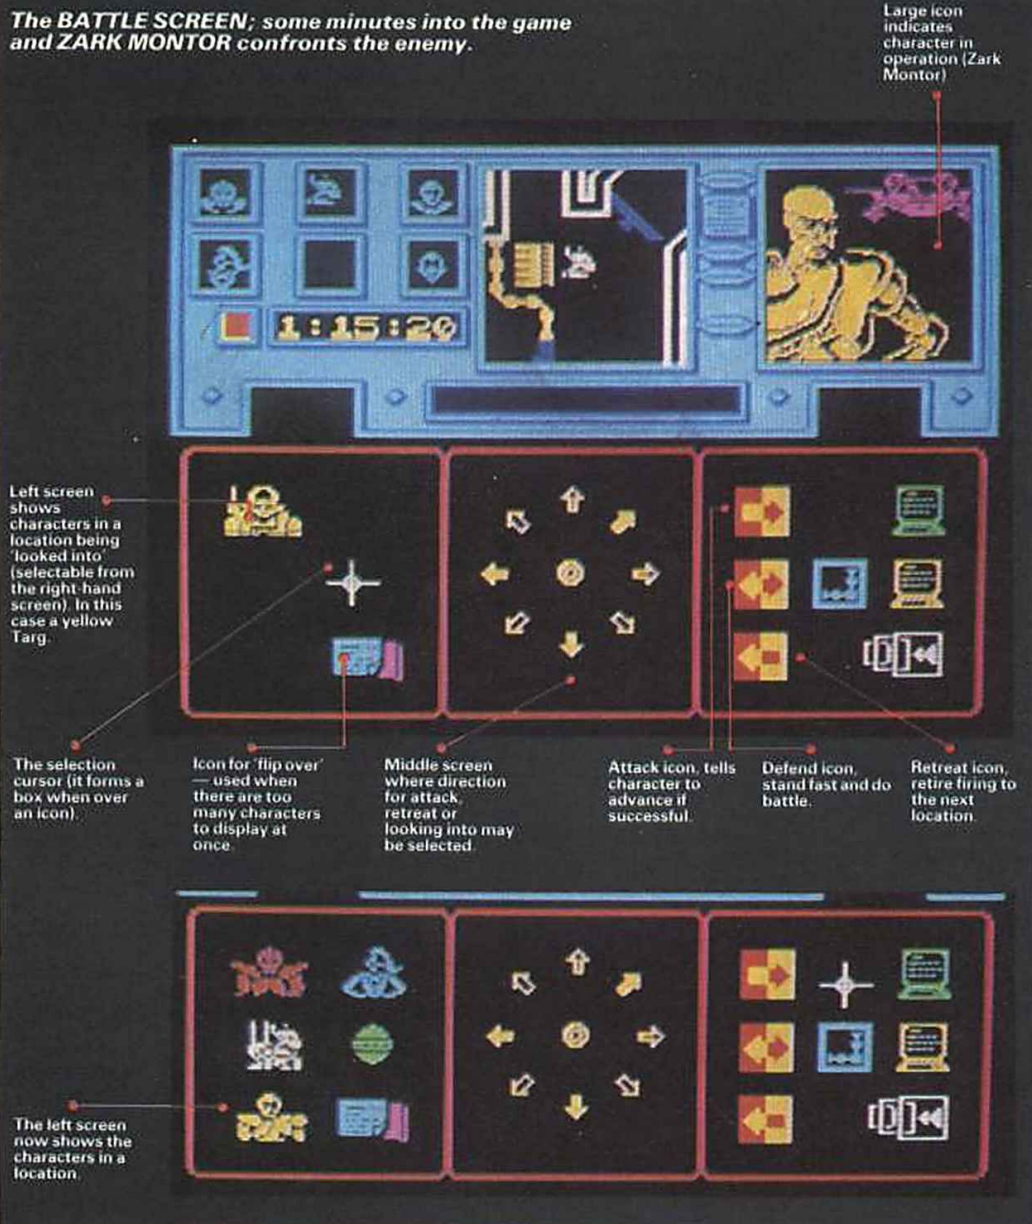 The BATTLE SCREEN; some minutes into the game
and ZARK MONTOR confronts the enemy.
Large icon
indicates
character in
operation (Zark
Montor)
1:15:20
Left screen
shows
characters in a
location being
'looked into'
(selectable from
the right-hand
screen). In this
case a yellow
Targ.
The selection
cursor (it forms a
box when over
an icon)
Icon for 'flip over'
— used when
there are too
many characters
to display at
once.
Middle screen
where direction
for attack,
retreat or
looking into may
be selected.
Attack icon, tells
character to
advance if
successful.
Defend icon,
stand fast and do
battle.
Retreat icon,
retire firing to
the next
location.
The left screen
now shows the
characters in a
location.